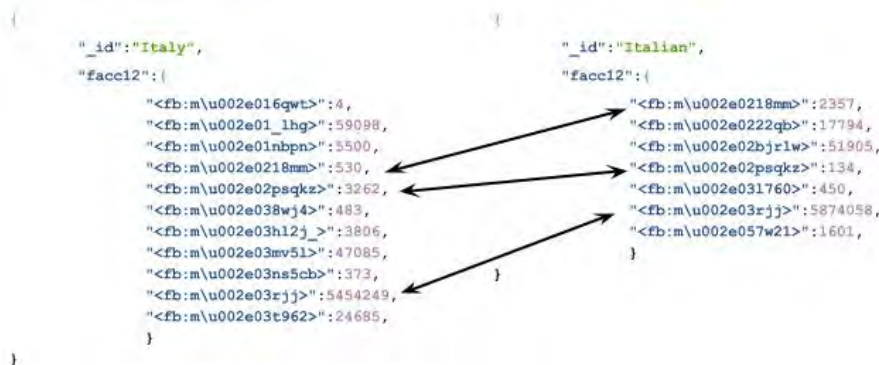 {
"_id":"Italy",
"facc12":{
"<fb:m\u002e016qwt>":4,
"<fb:m\u002e01_lhg>":59098,
"<fb:m\u002e01nbpn>":5500,
"<fb:m\u002e0218mm>":530,
"<fb:m\u002e02psqkz>":3262,
"<fb:m\u002e038wj4>":483,
"<fb:m\u002e03hl2j_>":3806,
"<fb:m\u002e03mv5l>":47085,
"<fb:m\u002e03ns5cb>":373,
"<fb:m\u002e03rjj>":5454249,
"<fb:m\u002e03t962>":24685,
}
}
{
"_id":"Italian",
"facc12":{
"<fb:m\u002e0218mm>":2357,
"<fb:m\u002e0222qb>":17794,
"<fb:m\u002e02bjrlw>":51905,
"<fb:m\u002e02psqkz>":134,
"<fb:m\u002e03l760>":450,
"<fb:m\u002e03rjj>":5874058,
"<fb:m\u002e057w21>":1601,
}
}